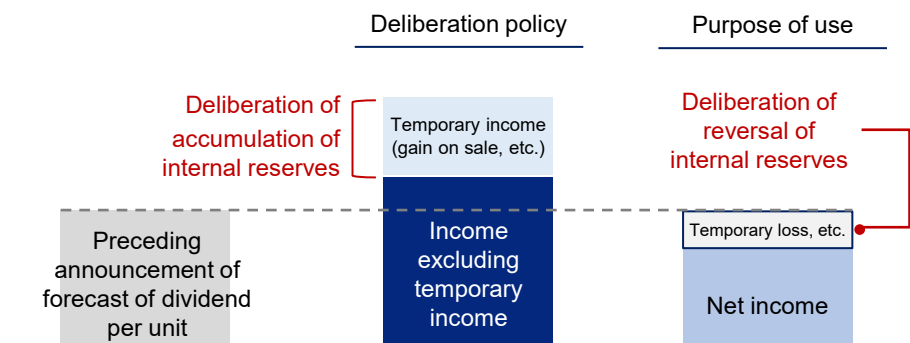 Deliberation policy
Purpose of use
Deliberation of
accumulation of
internal reserves
Temporary income
(gain on sale, etc.)
Deliberation of
reversal of
internal reserves
Preceding
announcement of
forecast of dividend
per unit
Income
excluding
temporary
income
Temporary loss, etc.
Net income